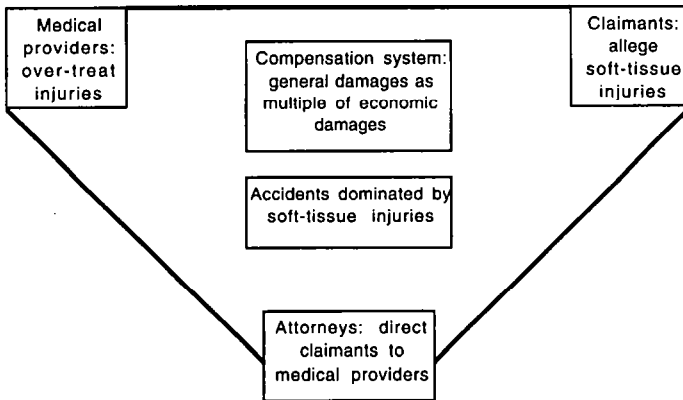 Medical
providers:
over-treat
injuries
Claimants:
allege
soft-tissue
injuries
Compensation system:
general damages as
multiple of economic
damages
Accidents dominated by
soft-tissue injuries
Attorneys: direct
claimants to
medical providers